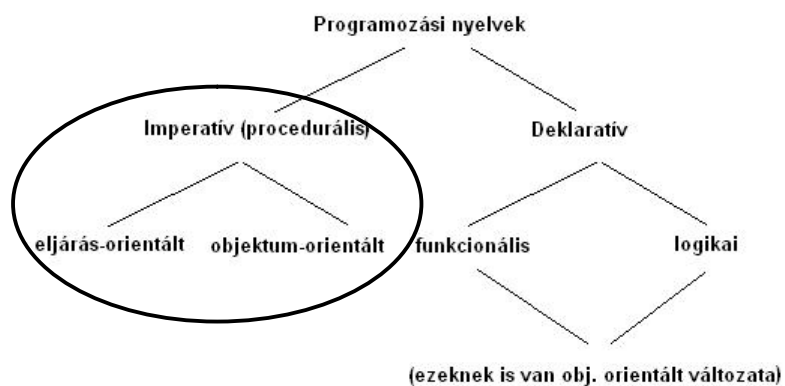 Programozási nyelvek
Imperatív (procedurális)
Deklaratív
eljárás-orientált
objektum-orientált
funkcionális
logikai
(ezeknek is van obj. orientált változata)